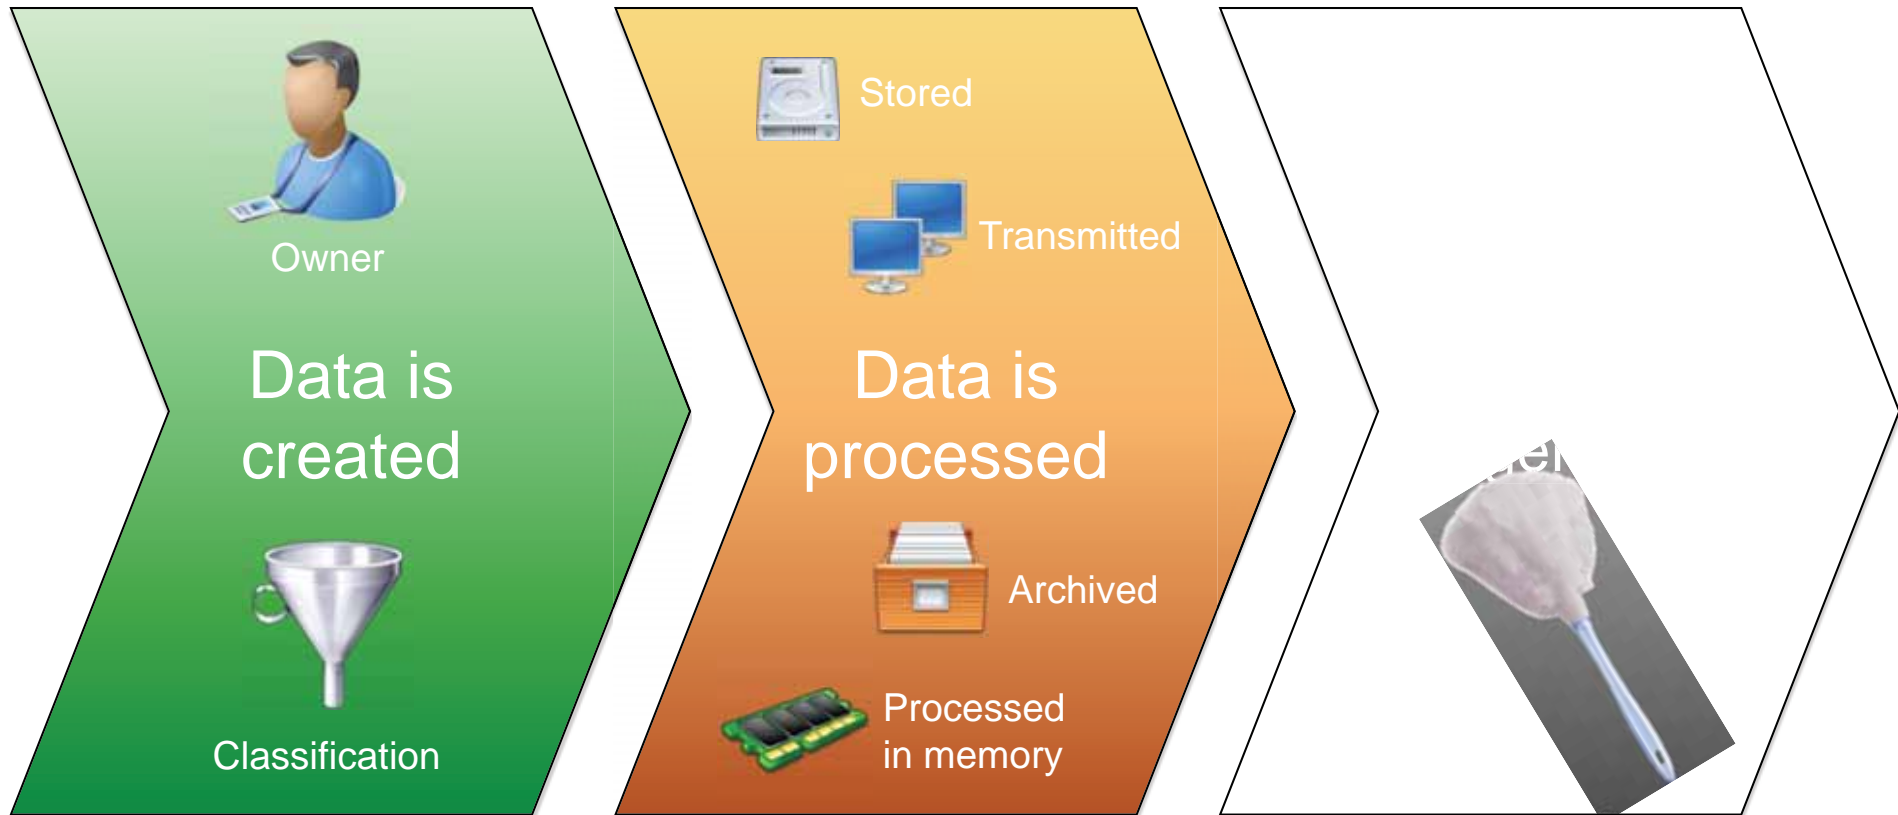 Owner
Data is
created
Classification
Stored
Transmitted
Data is
processed
Archived
Processed
in memory